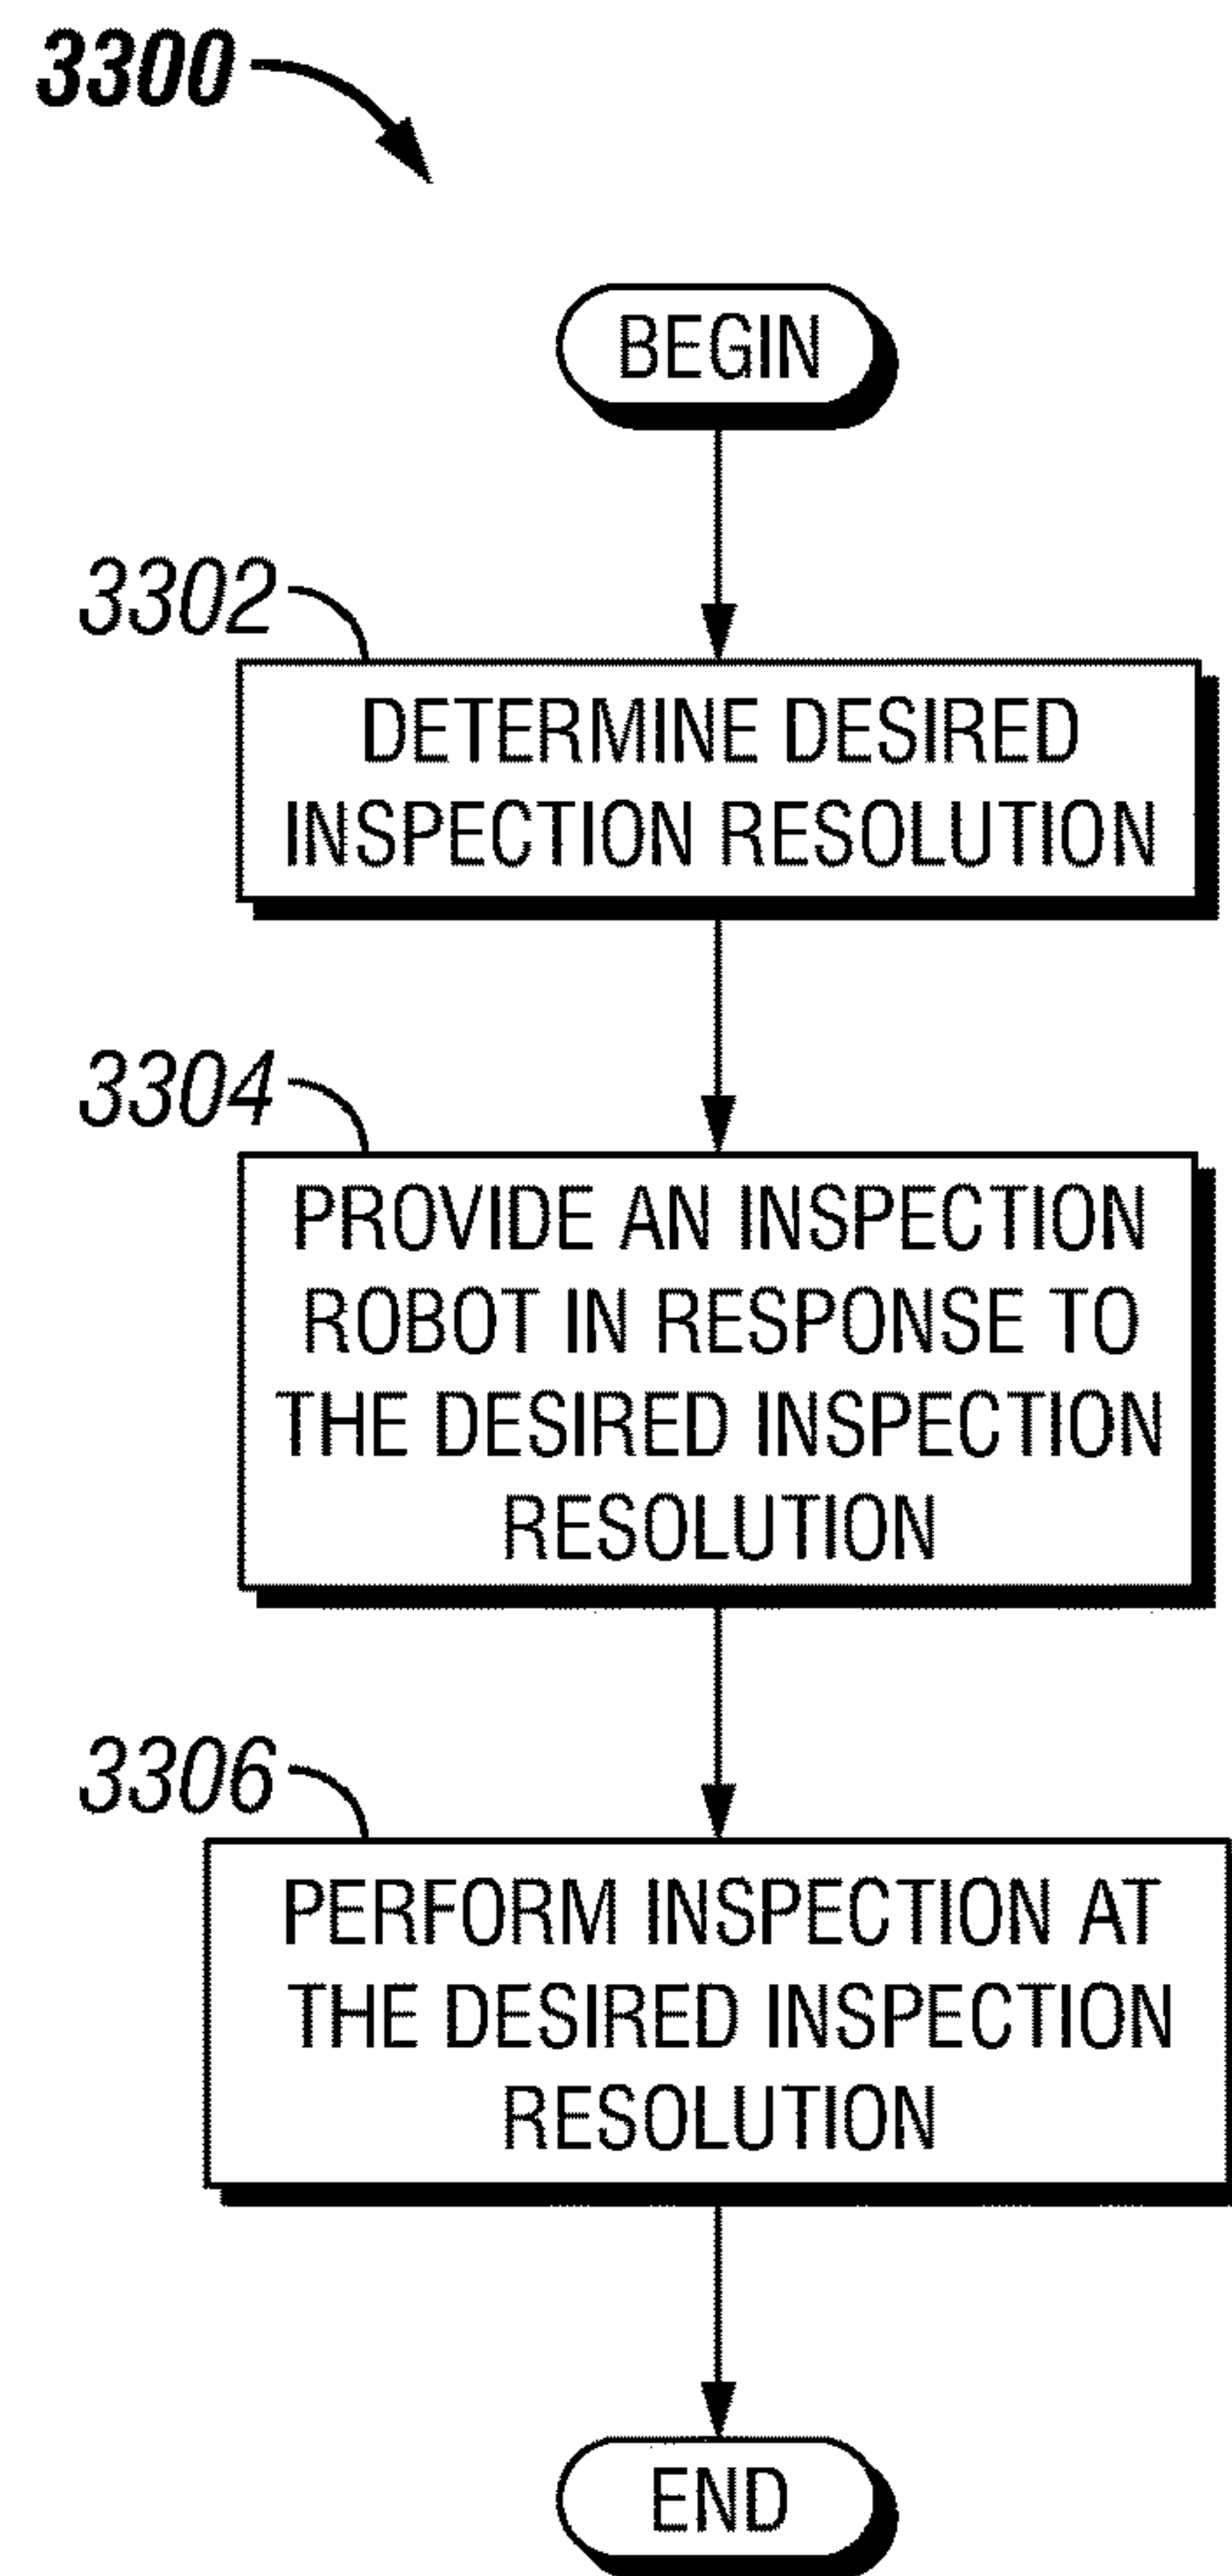 3300
BEGIN
3302
DETERMINE DESIRED
INSPECTION RESOLUTION
3304
PROVIDE AN INSPECTION
ROBOT IN RESPONSE TO
THE DESIRED INSPECTION
RESOLUTION
3306
PERFORM INSPECTION AT
THE DESIRED INSPECTION
RESOLUTION
END